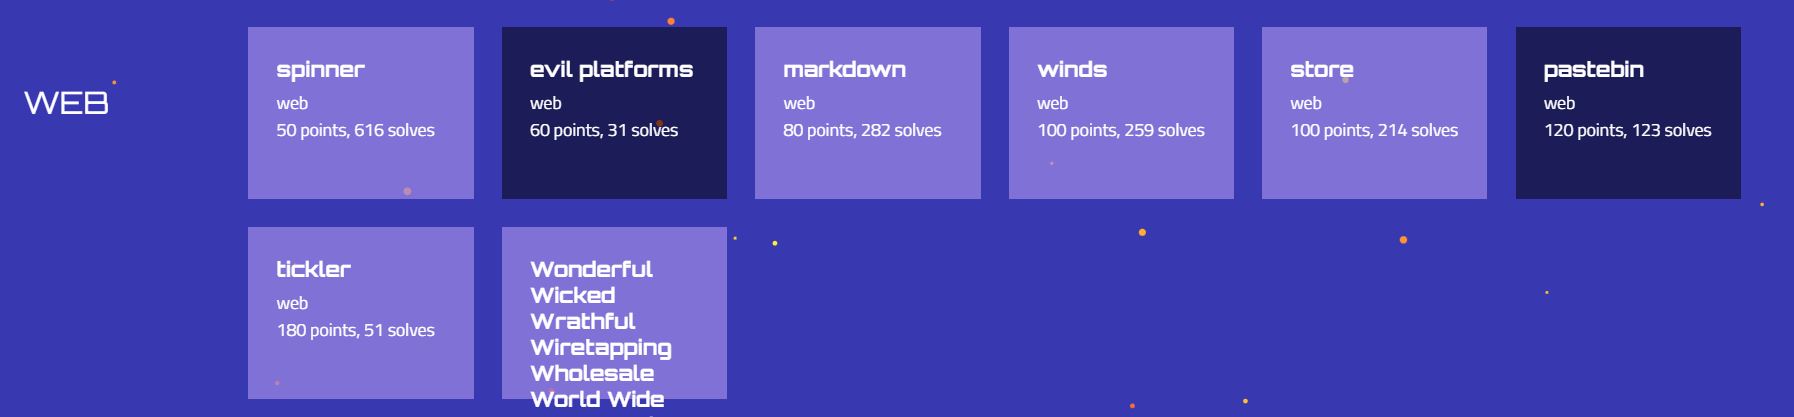 WEB
spinner
web
50 points, 616 solves
evil platforms
web
60 points, 31 solves
markdown
web
80 points, 282 solves
winds
web
100 points, 259 solves
store
web
100 points, 214 solves
pastebin
web
120 points, 123 solves
tickler
web
180 points, 51 solves
Wonderful
Wicked
Wrathful
Wiretapping
Wholesale
World Wide